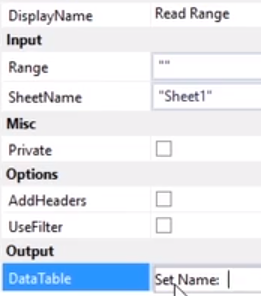 DisplayName Read Range
Input
Range ""
SheetName "Sheet1"
Misc
Private
Options
AddHeaders
UseFilter
Output
DataTable Set Name: